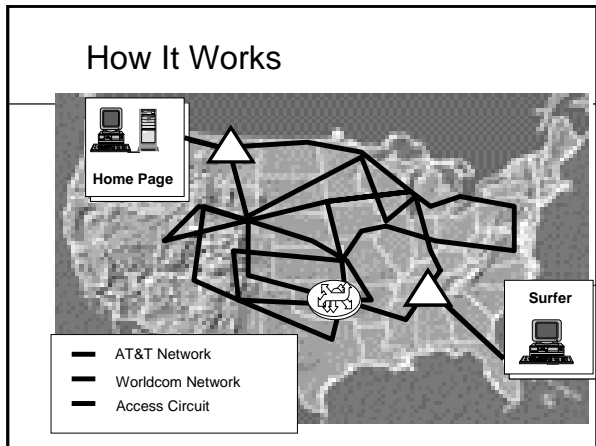 How It Works
Home Page
Surfer
AT&T Network
Worldcom Network
Access Circuit